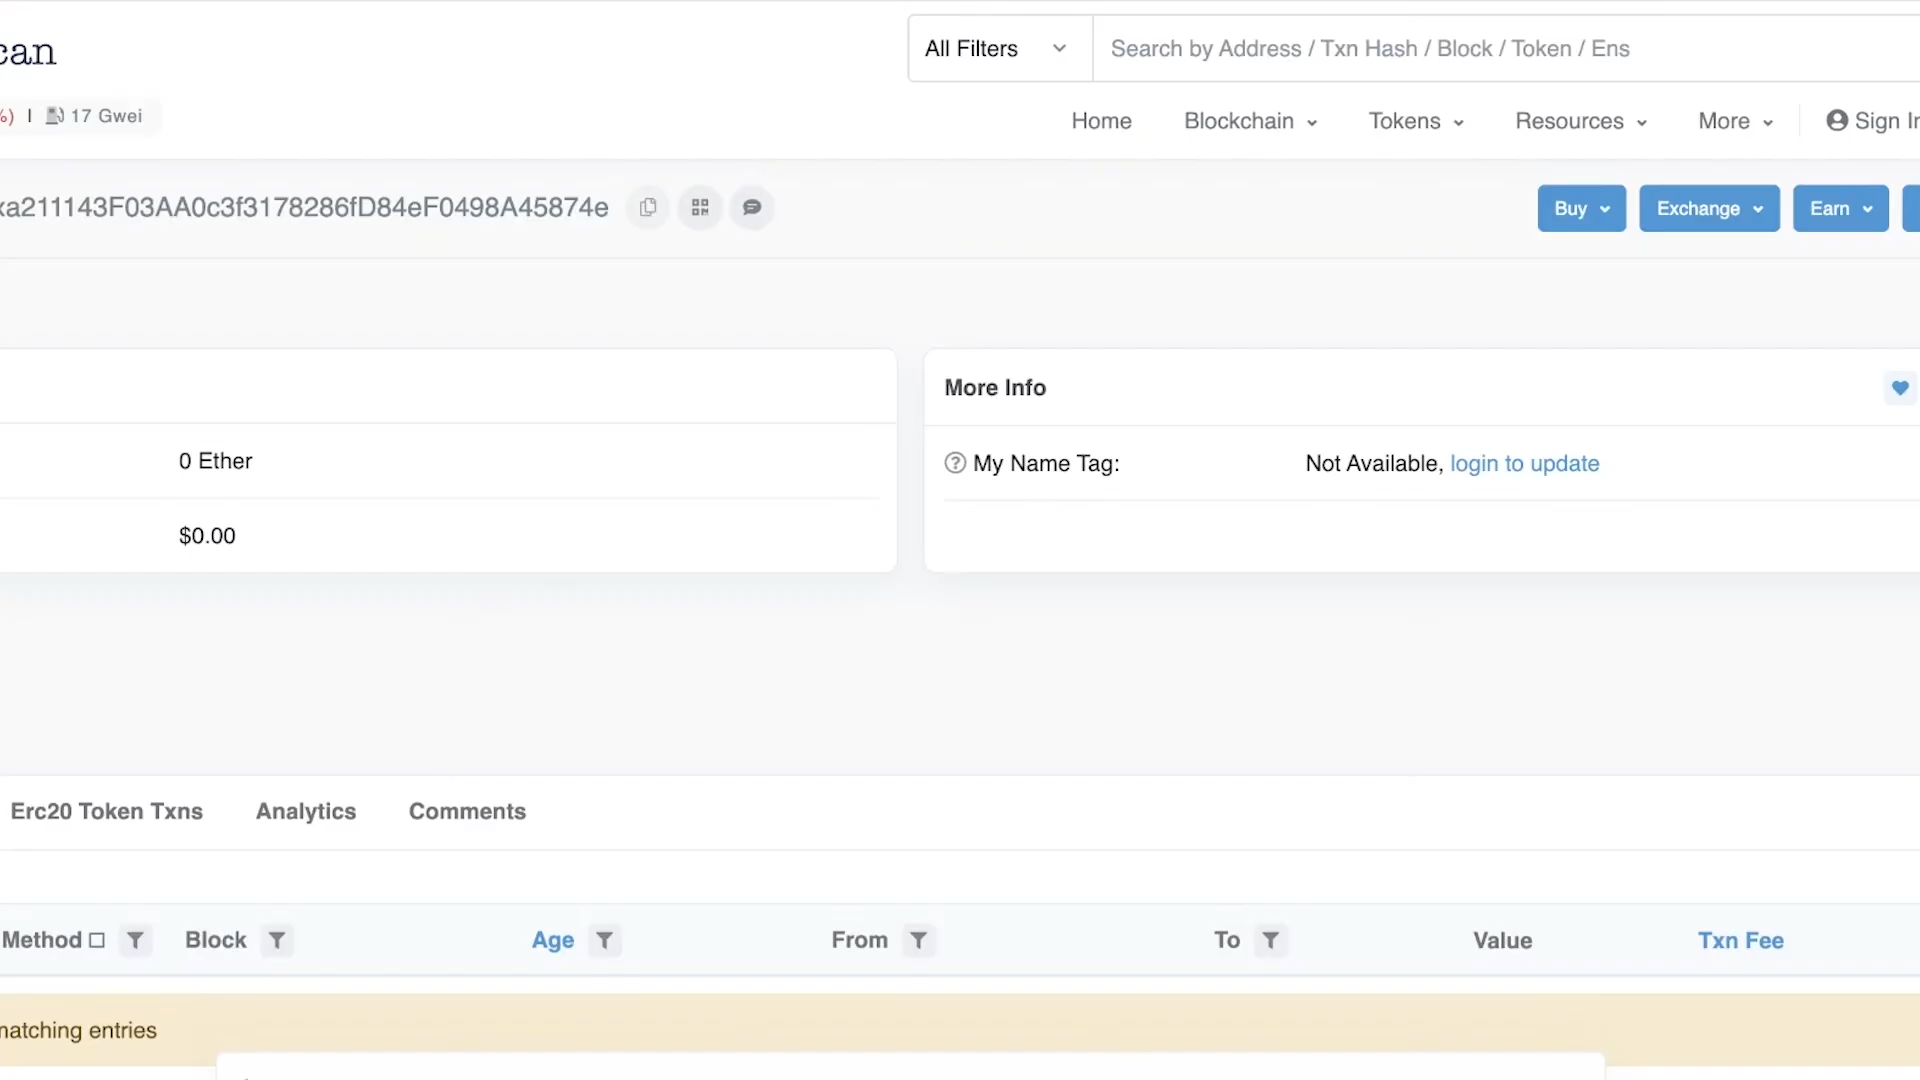 can
All Filters
Search by Address / Txn Hash / Block / Token / Ens
%) | 17 Gwei
Home
Blockchain
Tokens
Resources
More
Sign In
xa211143F03AA0c3f3178286fD84eF0498A45874e
Buy
Exchange
Earn
More Info
0 Ether
My Name Tag:
Not Available, login to update
$0.00
Erc20 Token Txns
Analytics
Comments
Method
Block
Age
From
To
Value
Txn Fee
matching entries